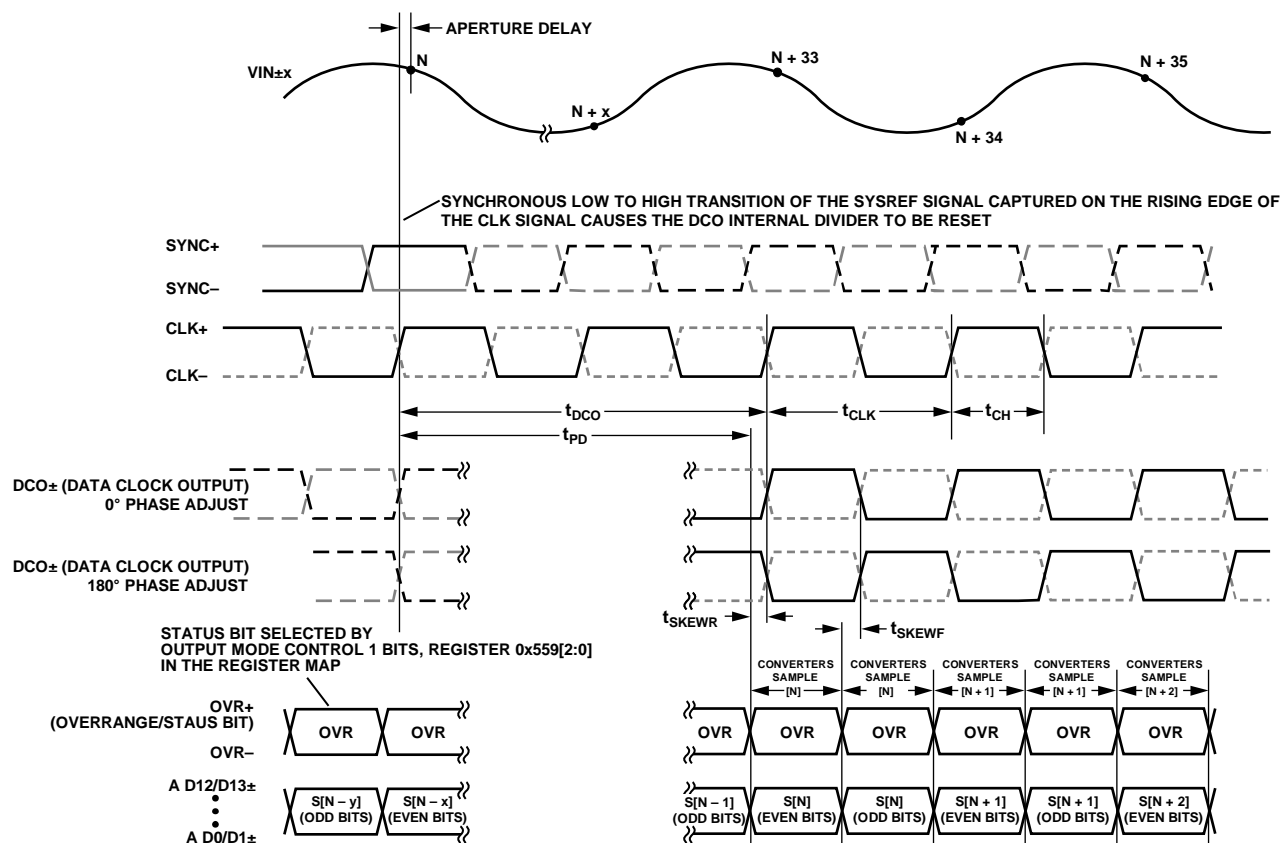 APERTURE DELAY
N
N + 33
N + 35
VIN±x
N + x
N + 34
SYNCHRONOUS LOW TO HIGH TRANSITION OF THE SYSREF SIGNAL CAPTURED ON THE RISING EDGE OF
THE CLK SIGNAL CAUSES THE DCO INTERNAL DIVIDER TO BE RESET
SYNC+
SYNC–
CLK+
CLK–
tDCO
tCLK
tCH
tPD
DCO± (DATA CLOCK OUTPUT)
0° PHASE ADJUST
DCO± (DATA CLOCK OUTPUT)
180° PHASE ADJUST
tSKEWR
tSKEWF
STATUS BIT SELECTED BY
OUTPUT MODE CONTROL 1 BITS, REGISTER 0x559[2:0]
IN THE REGISTER MAP
CONVERTERS SAMPLE [N]
CONVERTERS SAMPLE [N]
CONVERTERS SAMPLE [N + 1]
CONVERTERS SAMPLE [N + 1]
CONVERTERS SAMPLE [N + 2]
OVR+
(OVERRANGE/STAUS BIT)
OVR–
OVR OVR OVR OVR OVR OVR OVR OVR
A D12/D13±
A D0/D1±
S[N – y] (ODD BITS)
S[N – x] (EVEN BITS)
S[N – 1] (ODD BITS)
S[N] (EVEN BITS)
S[N] (ODD BITS)
S[N + 1] (EVEN BITS)
S[N + 1] (ODD BITS)
S[N + 2] (EVEN BITS)